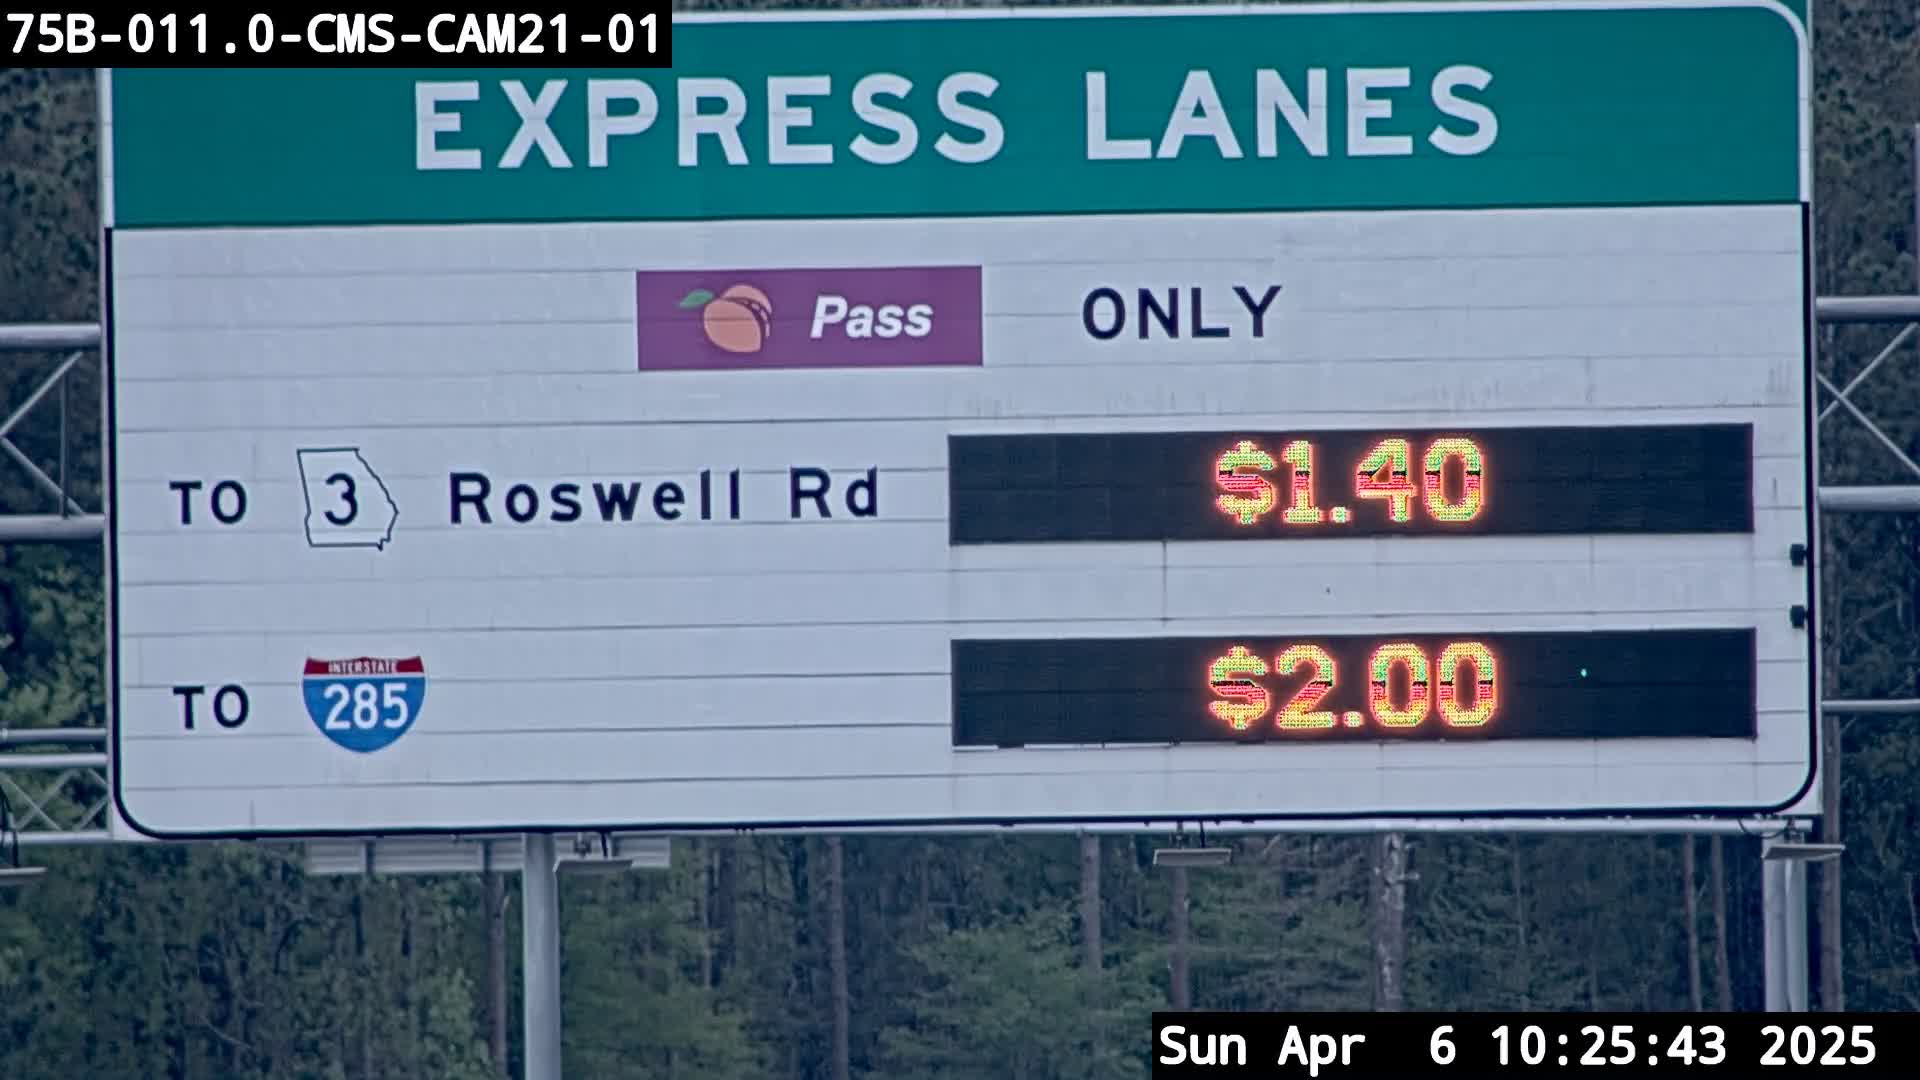 75B-011.0-CMS-CAM21-01
EXPRESS LANES
Pass ONLY
TO 3 Roswell Rd $1.40
TO INTERSTATE 285 $2.00
Sun Apr 6 10:25:43 2025